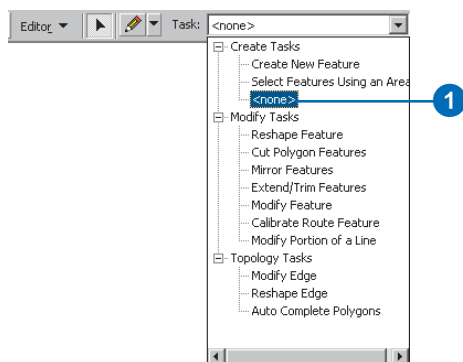 Editor Task: <none>
Create Tasks
Create New Feature
Select Features Using an Area
<none> 1
Modify Tasks
Reshape Feature
Cut Polygon Features
Mirror Features
Extend/Trim Features
Modify Feature
Calibrate Route Feature
Modify Portion of a Line
Topology Tasks
Modify Edge
Reshape Edge
Auto Complete Polygons